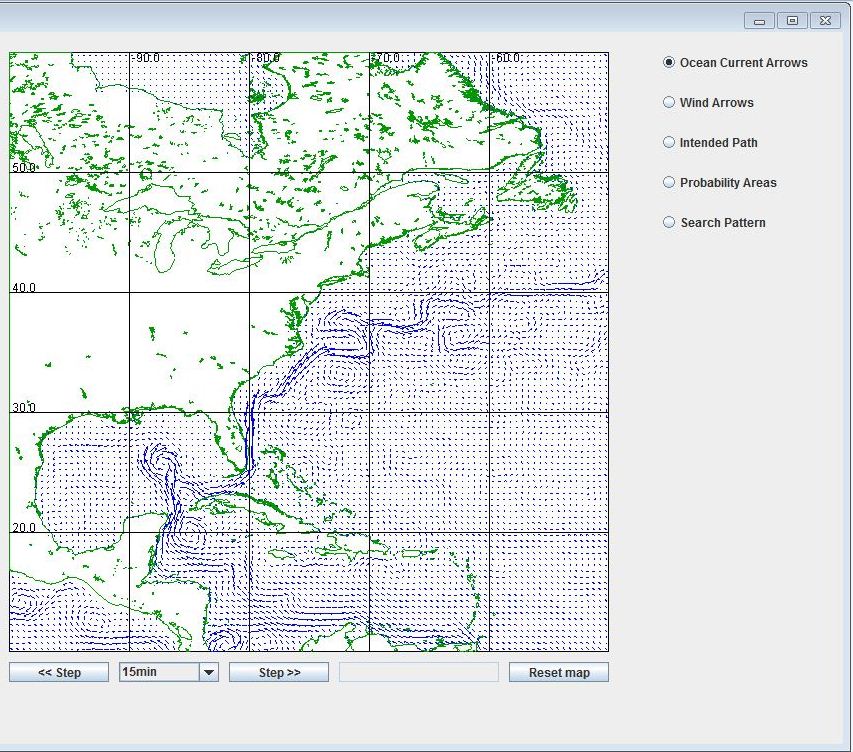 -90.0 -80.0 -70.0 -60.0
50.0
40.0
30.0
20.0
Ocean Current Arrows
Wind Arrows
Intended Path
Probability Areas
Search Pattern
<< Step 15min Step >> Reset map